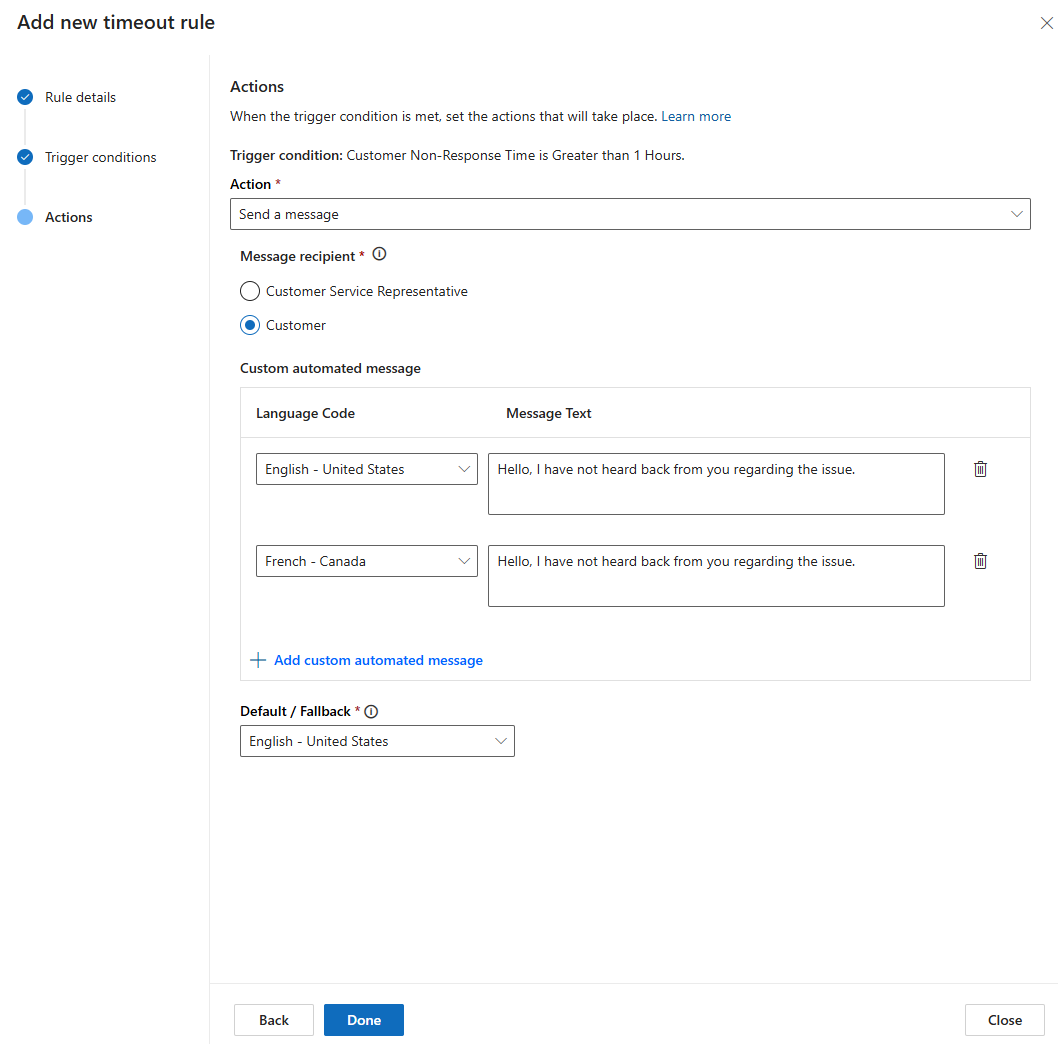 Add new timeout rule
Rule details
Trigger conditions
Actions
Actions
When the trigger condition is met, set the actions that will take place. Learn more
Trigger condition: Customer Non-Response Time is Greater than 1 Hours.
Action *
Send a message
Message recipient *
Customer Service Representative
Customer
Custom automated message
Language Code Message Text
English - United States Hello, I have not heard back from you regarding the issue.
French - Canada Hello, I have not heard back from you regarding the issue.
Add custom automated message
Default / Fallback *
English - United States
Back Done Close